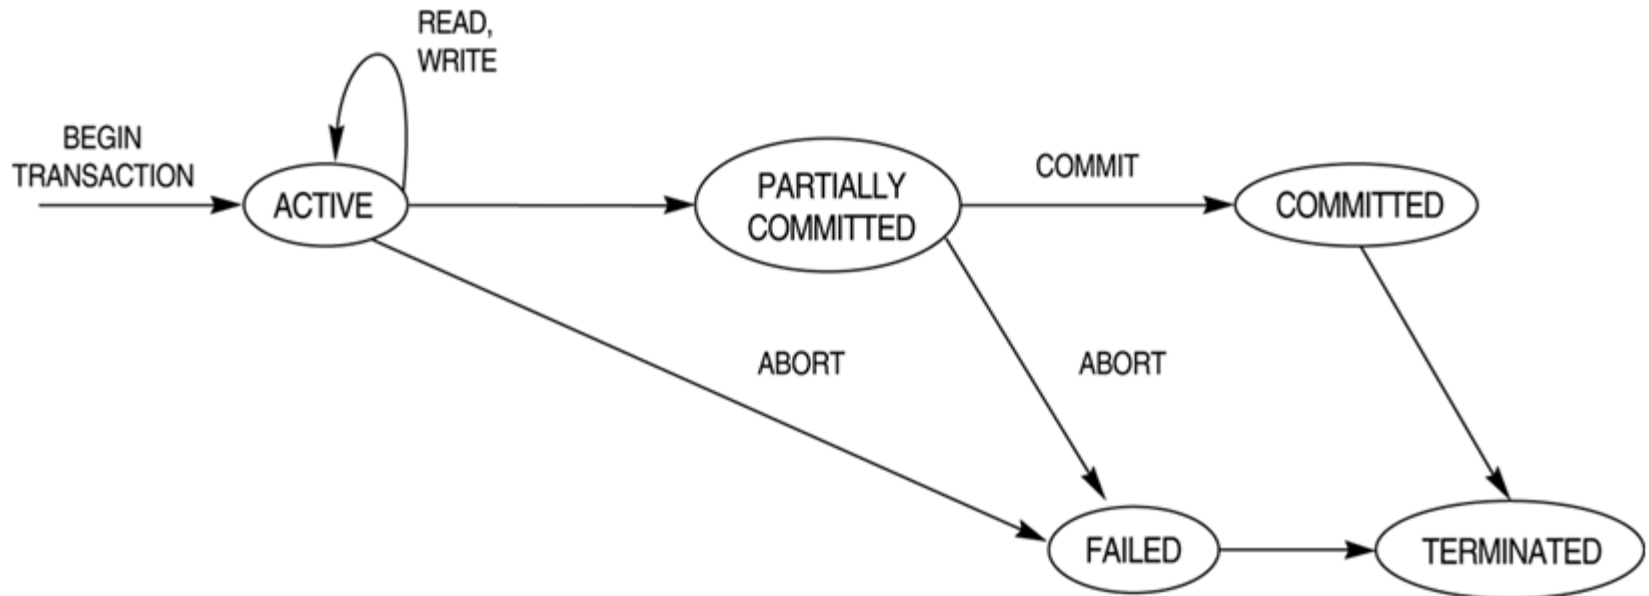 READ,
WRITE
BEGIN
TRANSACTION
ACTIVE
PARTIALLY
COMMITTED
COMMIT
COMMITTED
ABORT
ABORT
FAILED
TERMINATED